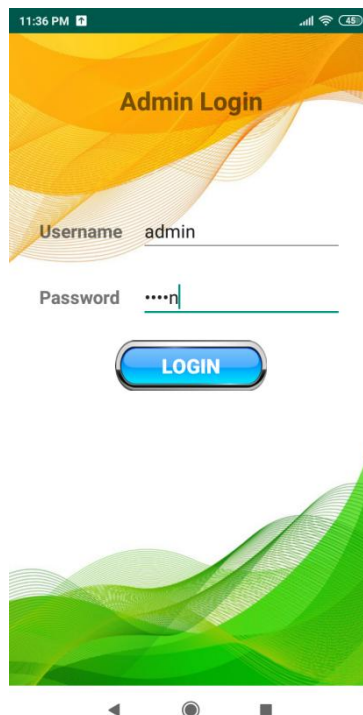 11:36 PM 45
Admin Login
Username admin
Password ····n
LOGIN